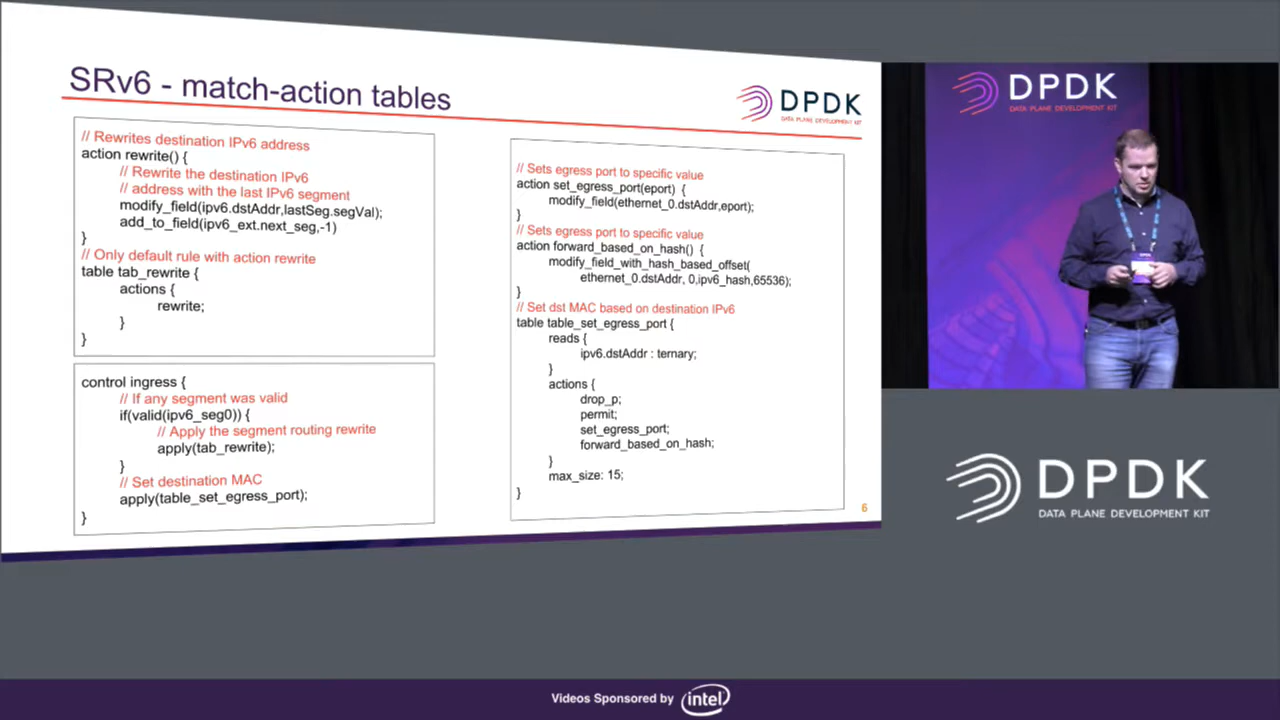 SRv6 - match-action tables
DPDK
DATA PLANE DEVELOPMENT KIT
// Rewrites destination IPv6 address
action rewrite() {
// Rewrite the destination IPv6
// address with the last IPv6 segment
modify_field(ipv6.dstAddr,lastSeg.segVal);
add_to_field(ipv6_ext.next_seg,-1)
}
// Only default rule with action rewrite
table tab_rewrite {
actions {
rewrite;
}
}
control ingress {
// If any segment was valid
if(valid(ipv6_seg0)) {
// Apply the segment routing rewrite
apply(tab_rewrite);
}
// Set destination MAC
apply(table_set_egress_port);
}
// Sets egress port to specific value
action set_egress_port(eport) {
modify_field(ethernet_0.dstAddr,eport);
}
// Sets egress port to specific value
action forward_based_on_hash() {
modify_field_with_hash_based_offset(
ethernet_0.dstAddr, 0,ipv6_hash,65536);
}
// Set dst MAC based on destination IPv6
table table_set_egress_port {
reads {
ipv6.dstAddr : ternary;
}
actions {
drop_p;
permit;
set_egress_port;
forward_based_on_hash;
}
max_size: 15;
}
6
DPDK
DATA PLANE DEVELOPMENT KIT
DPDK
DATA PLANE DEVELOPMENT KIT
Videos Sponsored by intel